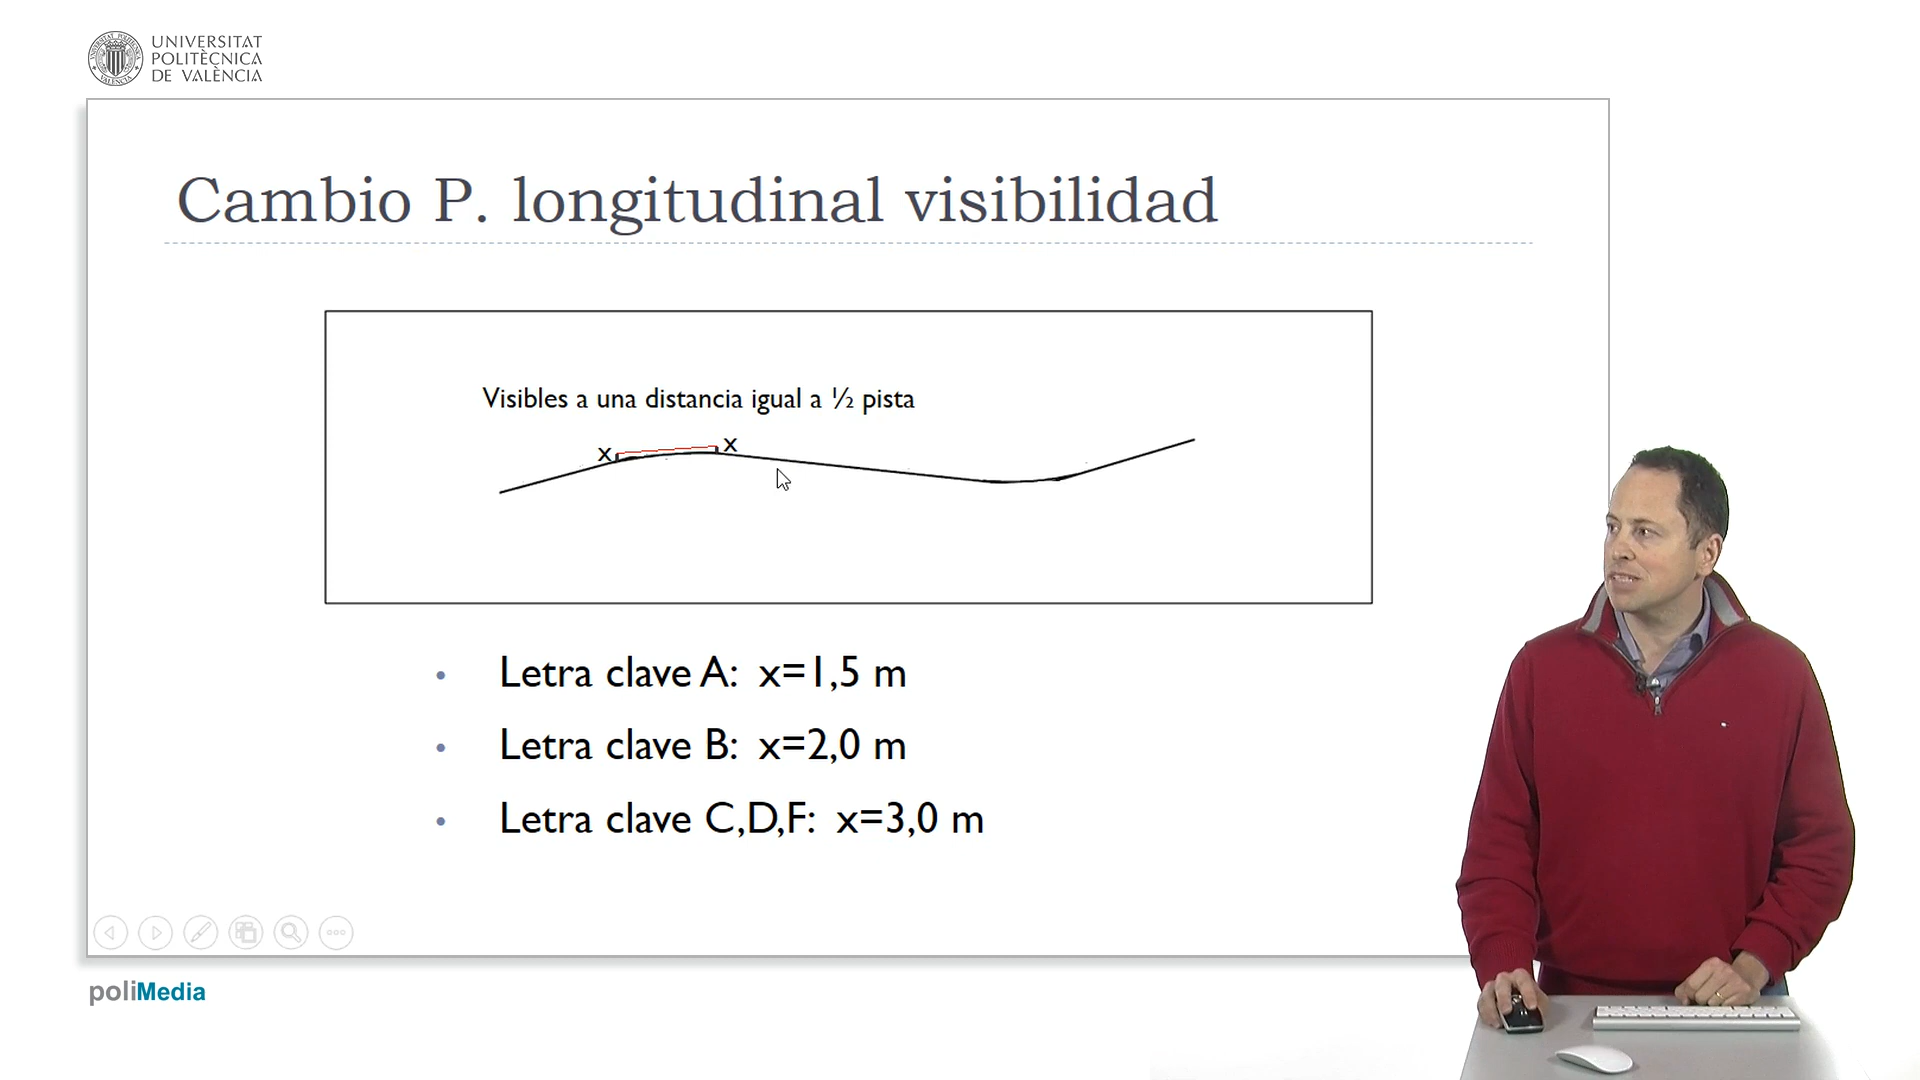 UNIVERSITAT
POLITÈCNICA
DE VALÈNCIA
Cambio P. longitudinal visibilidad
Visibles a una distancia igual a ½ pista
x x
• Letra clave A: x=1,5 m
• Letra clave B: x=2,0 m
• Letra clave C,D,F: x=3,0 m
poliMedia